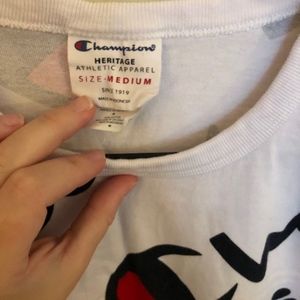 Champion
HERITAGE
ATHLETIC APPAREL
SIZE-MEDIUM
SINCE 1919